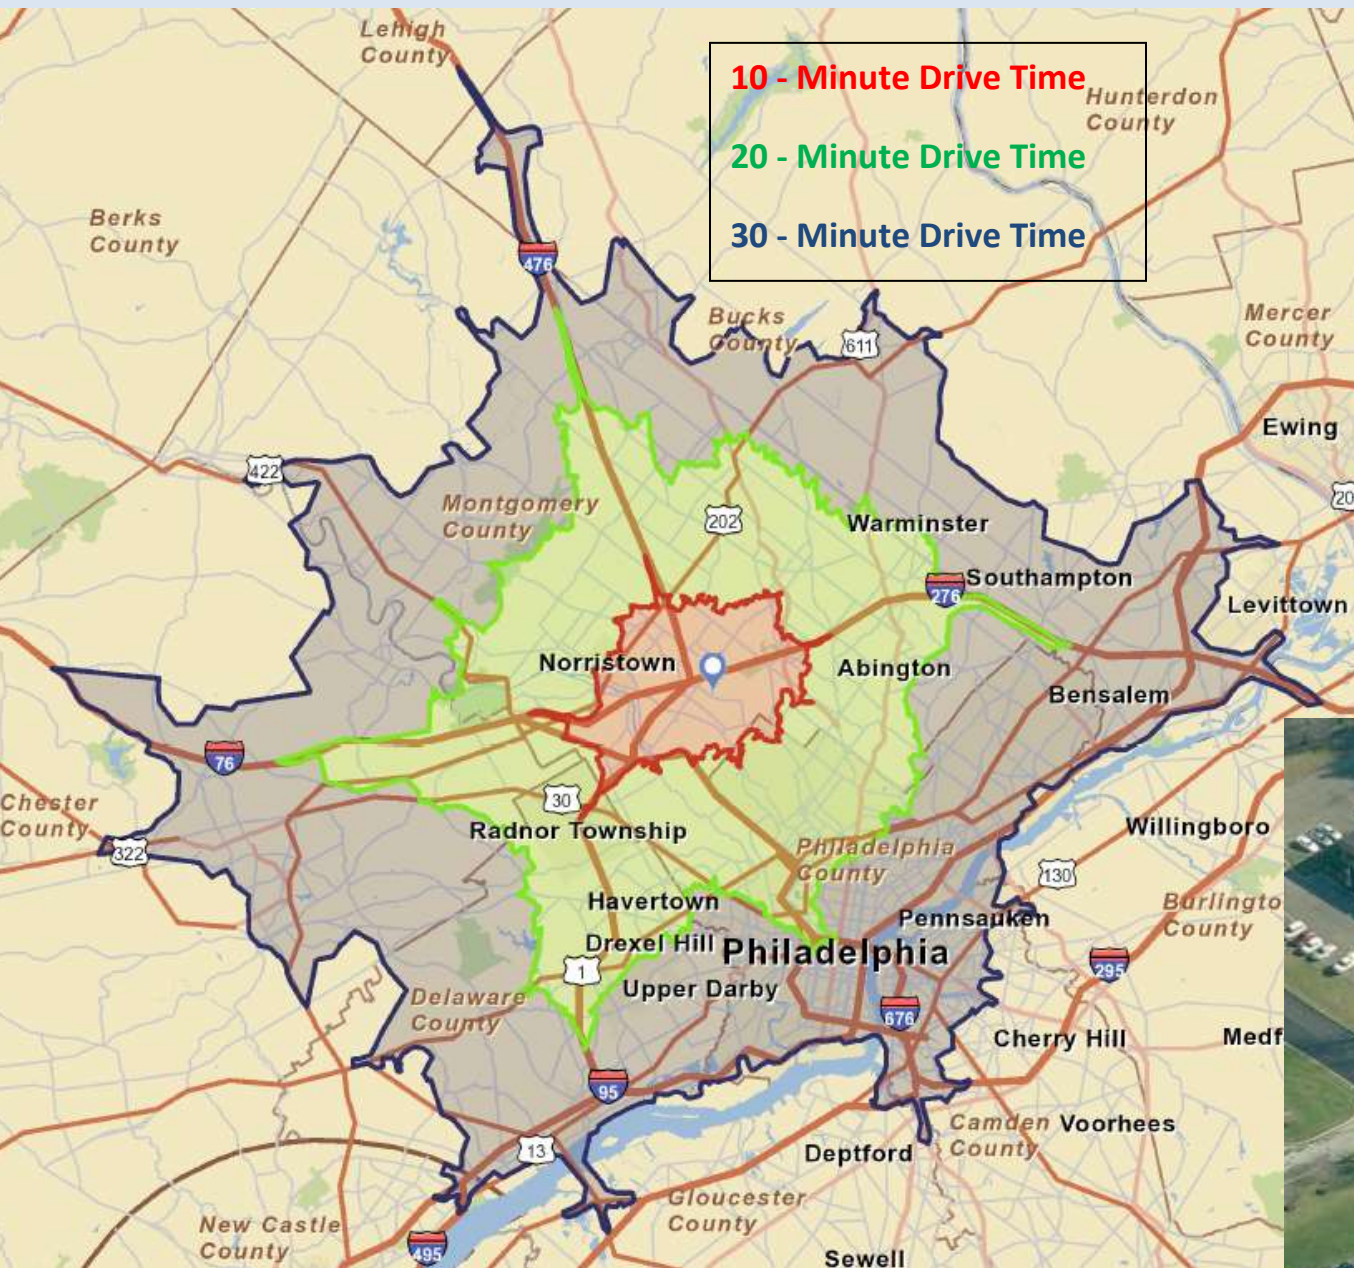 Lehigh
County
10 - Minute Drive Time
Hunterdon
County
20 - Minute Drive Time
Berks
County
30 - Minute Drive Time
476
Bucks
County
611
Mercer
County
Ewing
422
Montgomery
County
202
Warminster
20
276
Southampton
Levittown
Norristown
Abington
Bensalem
76
Chester
County
30
Radnor Township
322
Philadelphia
County
Willingboro
130
Havertown
Pennsauken
Burlingto
County
Drexel Hill
Philadelphia
1
295
Upper Darby
Delaware
County
676
Cherry Hill
Medf
95
Camden
County
Voorhees
13
Deptford
Gloucester
County
New Castle
County
495
Sewell